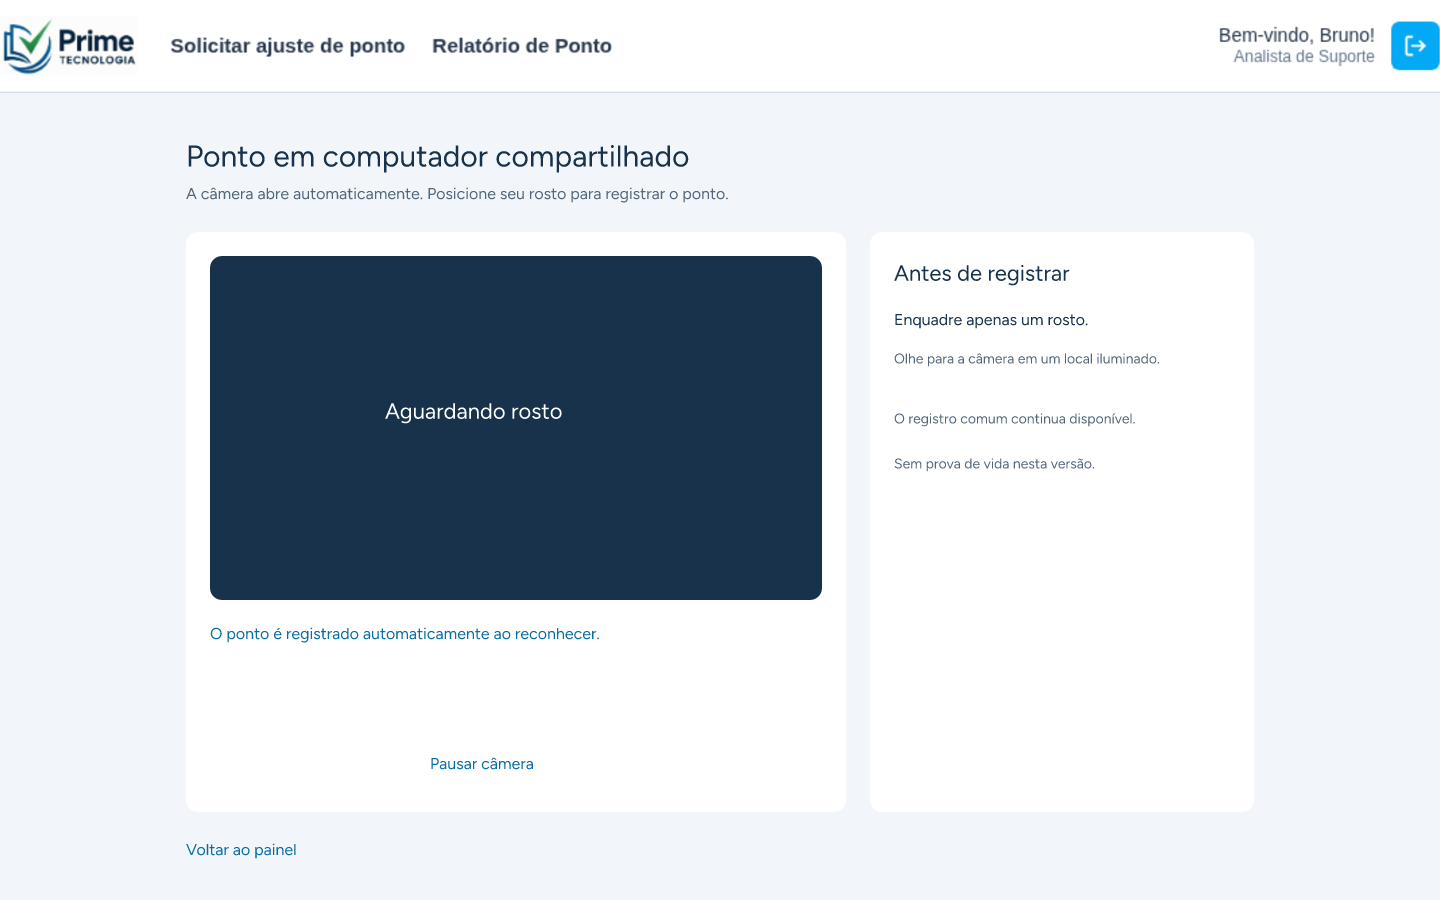 Prime
TECNOLOGIA
Solicitar ajuste de ponto
Relatório de Ponto
Bem-vindo, Bruno!
Analista de Suporte
Ponto em computador compartilhado
A câmera abre automaticamente. Posicione seu rosto para registrar o ponto.
Aguardando rosto
O ponto é registrado automaticamente ao reconhecer.
Pausar câmera
Antes de registrar
Enquadre apenas um rosto.
Olhe para a câmera em um local iluminado.
O registro comum continua disponível.
Sem prova de vida nesta versão.
Voltar ao painel